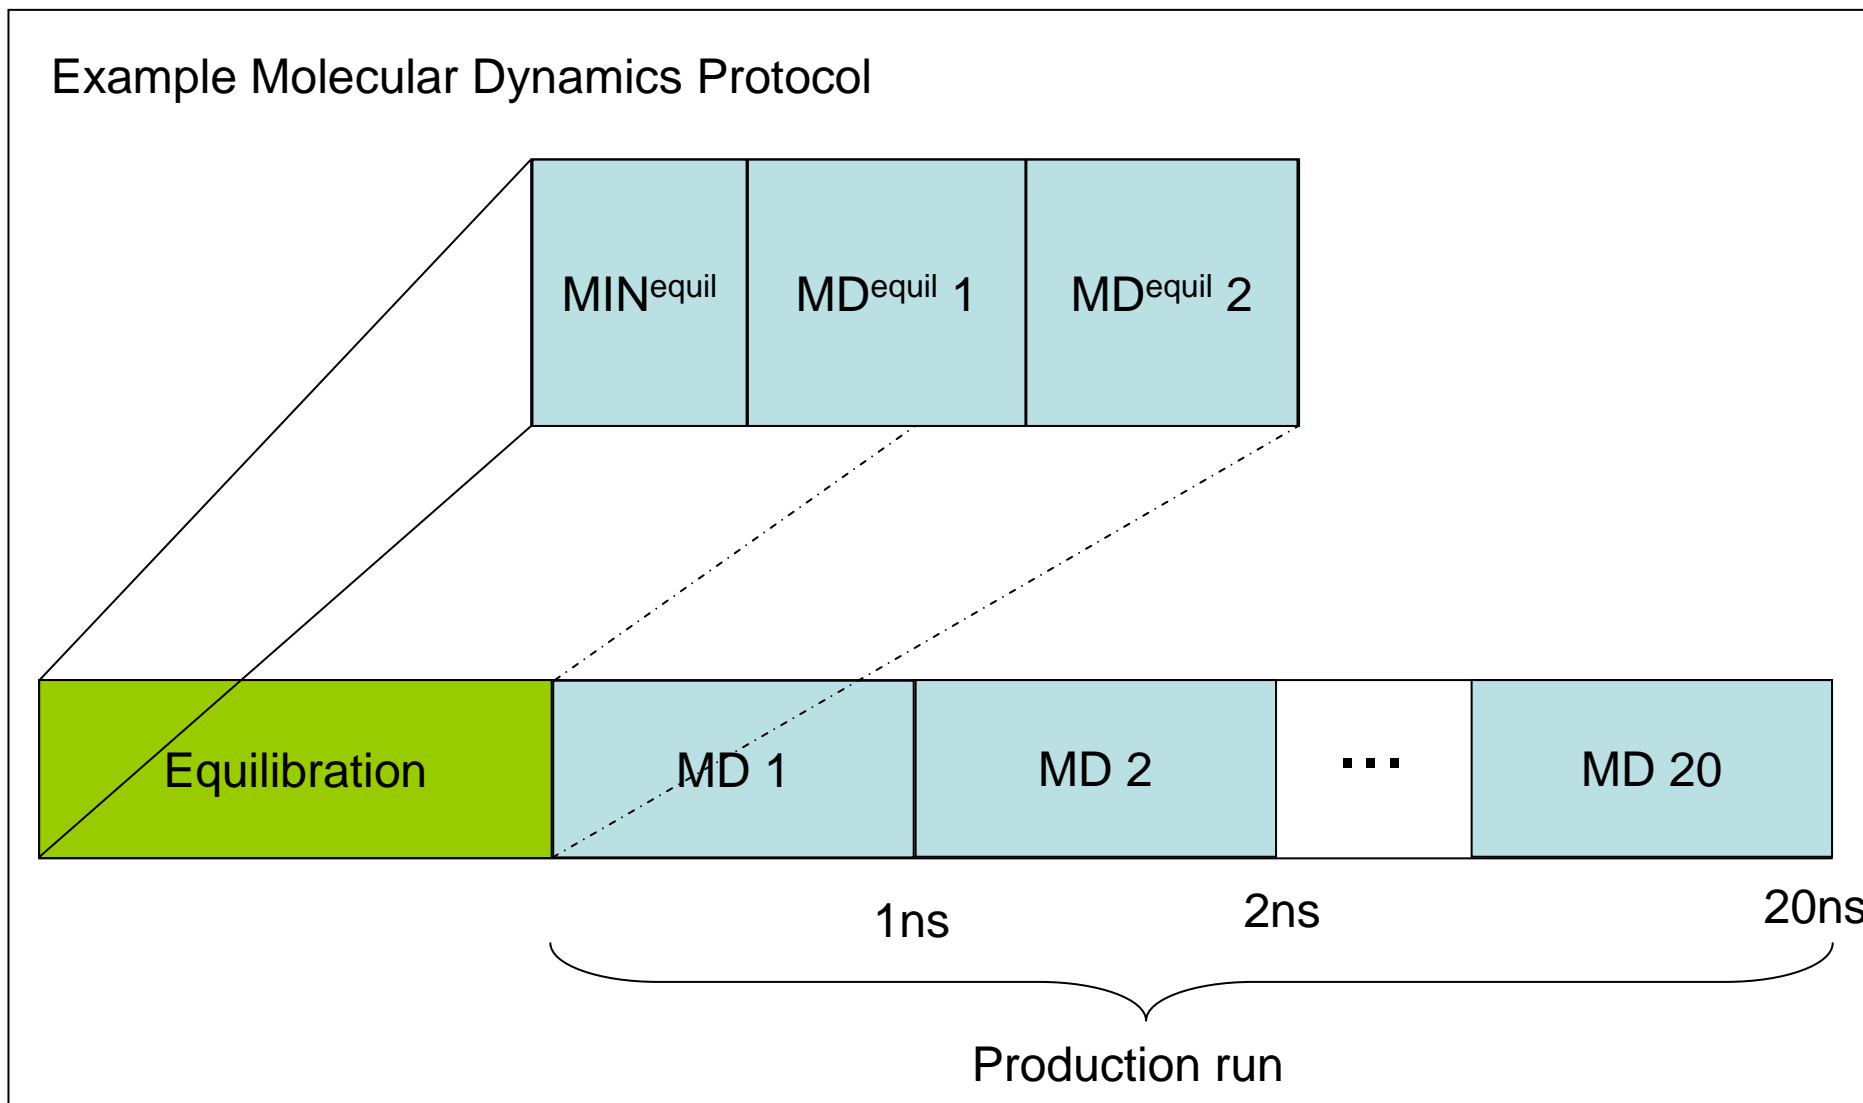 Example Molecular Dynamics Protocol
MINequil
MDequil 1
MDequil 2
Equilibration
MD 1
MD 2
...
MD 20
1ns
2ns
20ns
Production run